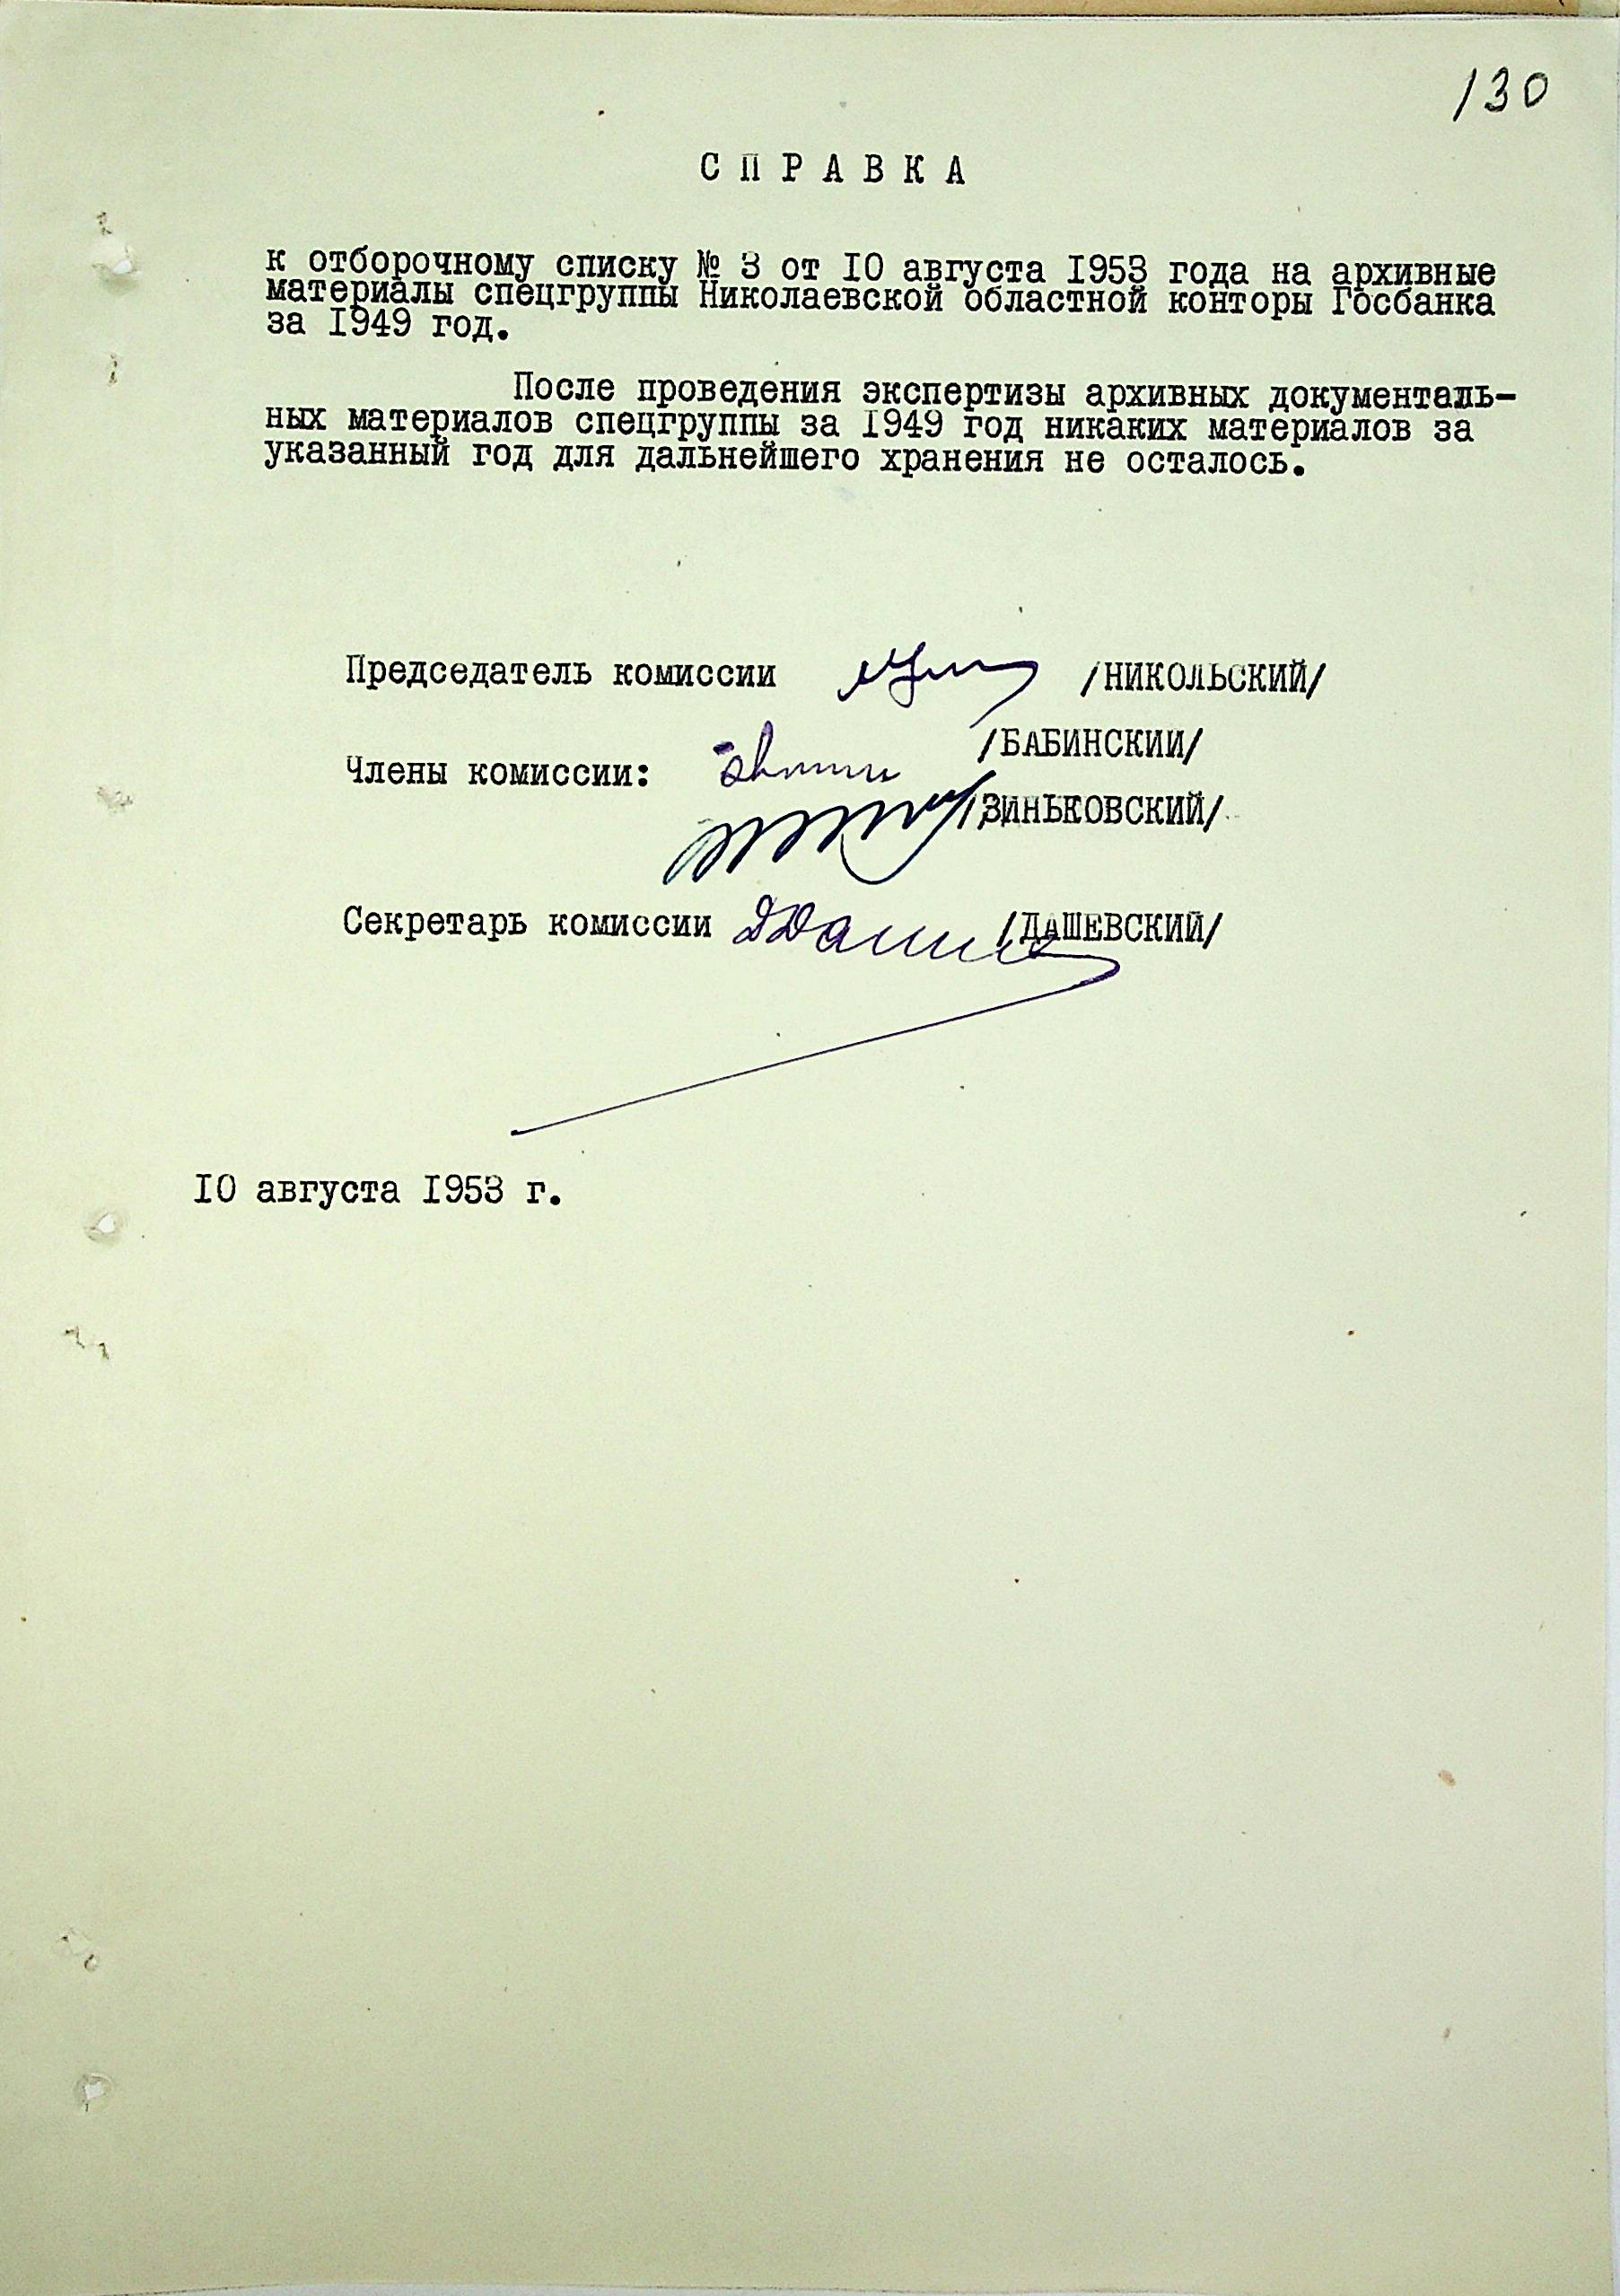 130
СПРАВКА
к отборочному списку № 3 от 10 августа 1953 года на архивные
материалы спецгруппы Николаевской областной конторы Госбанка
за 1949 год.
После проведения экспертизы архивных документаль-
ных материалов спецгруппы за 1949 год никаких материалов за
указанный год для дальнейшего хранения не осталось.
Председатель комиссии /НИКОЛЬСКИЙ/
/БАБИНСКИИ/
Члены комиссии:
/ЗИНЬКОВСКИЙ/
Секретарь комиссии /ДАШЕВСКИЙ/
10 августа 1953 г.